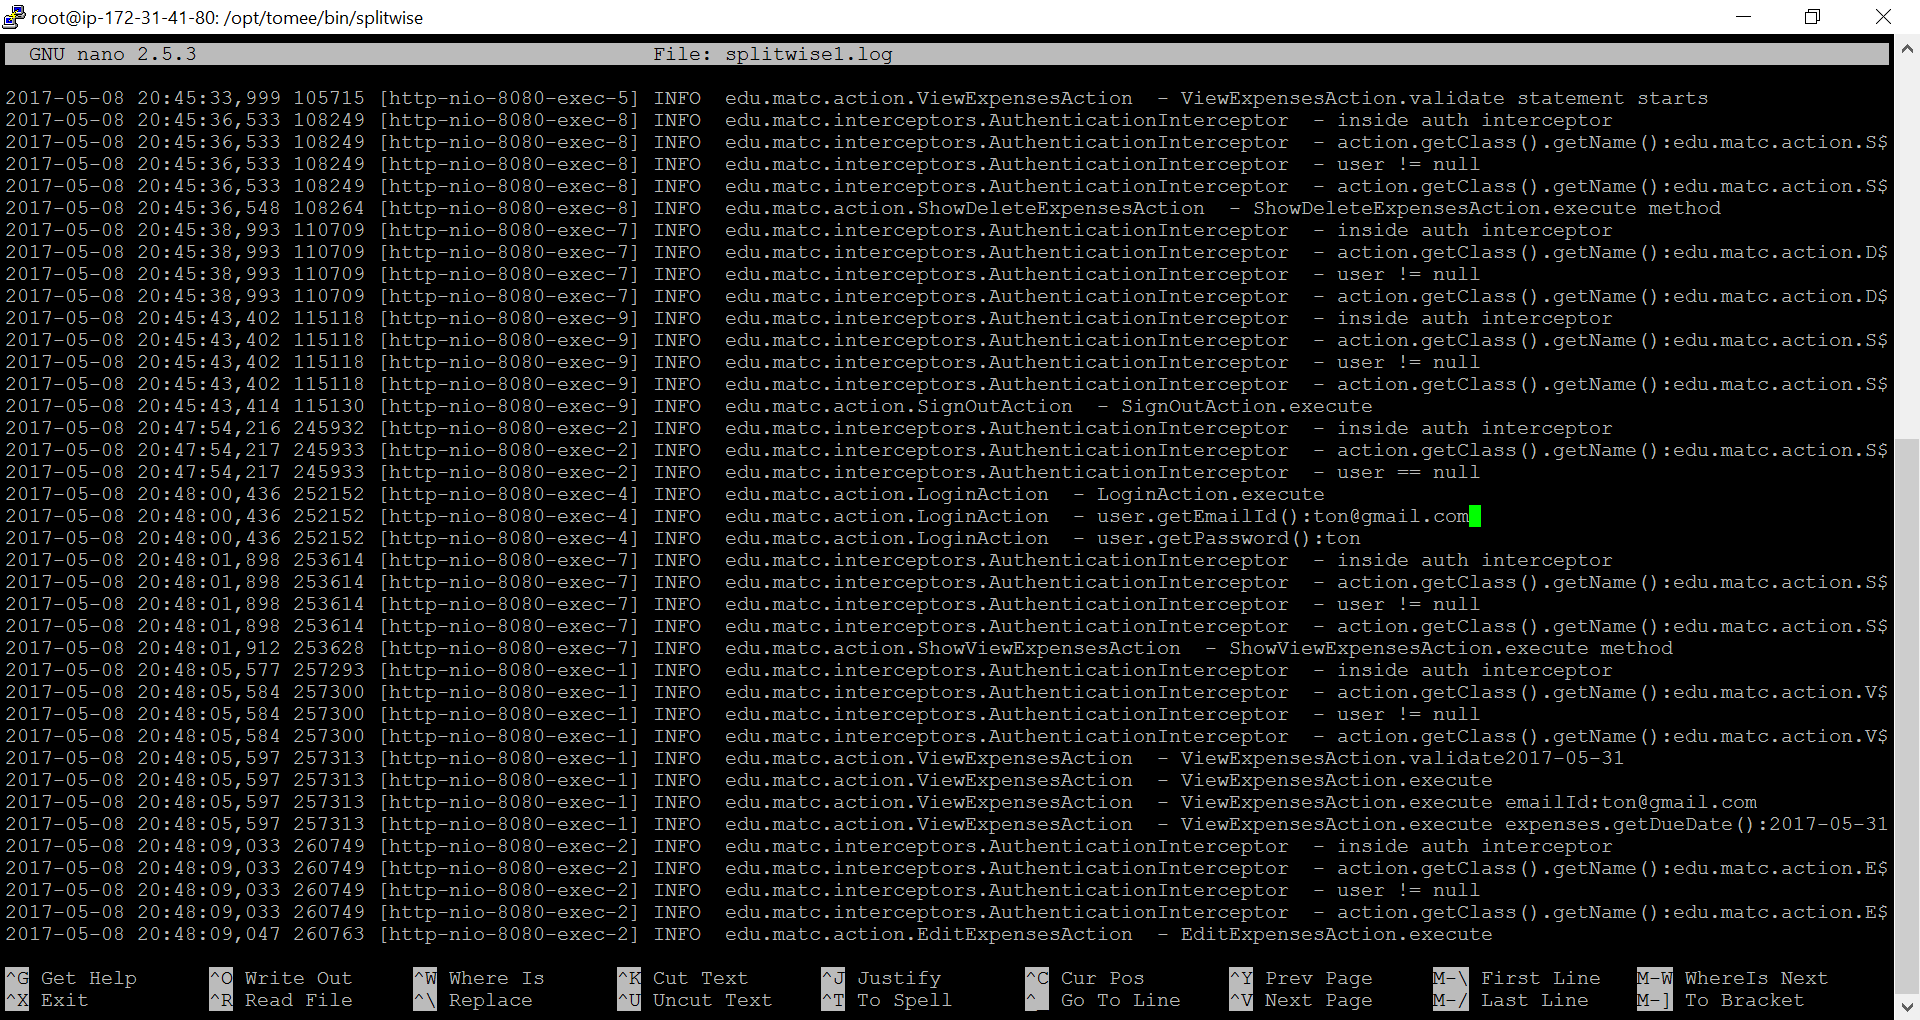 root@ip-172-31-41-80: /opt/tomee/bin/splitwise
GNU nano 2.5.3 File: splitwise1.log
2017-05-08 20:45:33,999 105715 [http-nio-8080-exec-5] INFO  edu.matc.action.ViewExpensesAction  - ViewExpensesAction.validate statement starts
2017-05-08 20:45:36,533 108249 [http-nio-8080-exec-8] INFO  edu.matc.interceptors.AuthenticationInterceptor  - inside auth interceptor
2017-05-08 20:45:36,533 108249 [http-nio-8080-exec-8] INFO  edu.matc.interceptors.AuthenticationInterceptor  - action.getClass().getName():edu.matc.action.S$
2017-05-08 20:45:36,533 108249 [http-nio-8080-exec-8] INFO  edu.matc.interceptors.AuthenticationInterceptor  - user != null
2017-05-08 20:45:36,533 108249 [http-nio-8080-exec-8] INFO  edu.matc.interceptors.AuthenticationInterceptor  - action.getClass().getName():edu.matc.action.S$
2017-05-08 20:45:36,548 108264 [http-nio-8080-exec-8] INFO  edu.matc.action.ShowDeleteExpensesAction  - ShowDeleteExpensesAction.execute method
2017-05-08 20:45:38,993 110709 [http-nio-8080-exec-7] INFO  edu.matc.interceptors.AuthenticationInterceptor  - inside auth interceptor
2017-05-08 20:45:38,993 110709 [http-nio-8080-exec-7] INFO  edu.matc.interceptors.AuthenticationInterceptor  - action.getClass().getName():edu.matc.action.D$
2017-05-08 20:45:38,993 110709 [http-nio-8080-exec-7] INFO  edu.matc.interceptors.AuthenticationInterceptor  - user != null
2017-05-08 20:45:38,993 110709 [http-nio-8080-exec-7] INFO  edu.matc.interceptors.AuthenticationInterceptor  - action.getClass().getName():edu.matc.action.D$
2017-05-08 20:45:43,402 115118 [http-nio-8080-exec-9] INFO  edu.matc.interceptors.AuthenticationInterceptor  - inside auth interceptor
2017-05-08 20:45:43,402 115118 [http-nio-8080-exec-9] INFO  edu.matc.interceptors.AuthenticationInterceptor  - action.getClass().getName():edu.matc.action.S$
2017-05-08 20:45:43,402 115118 [http-nio-8080-exec-9] INFO  edu.matc.interceptors.AuthenticationInterceptor  - user != null
2017-05-08 20:45:43,402 115118 [http-nio-8080-exec-9] INFO  edu.matc.interceptors.AuthenticationInterceptor  - action.getClass().getName():edu.matc.action.S$
2017-05-08 20:45:43,414 115130 [http-nio-8080-exec-9] INFO  edu.matc.action.SignOutAction  - SignOutAction.execute
2017-05-08 20:47:54,216 245932 [http-nio-8080-exec-2] INFO  edu.matc.interceptors.AuthenticationInterceptor  - inside auth interceptor
2017-05-08 20:47:54,217 245933 [http-nio-8080-exec-2] INFO  edu.matc.interceptors.AuthenticationInterceptor  - action.getClass().getName():edu.matc.action.S$
2017-05-08 20:47:54,217 245933 [http-nio-8080-exec-2] INFO  edu.matc.interceptors.AuthenticationInterceptor  - user == null
2017-05-08 20:48:00,436 252152 [http-nio-8080-exec-4] INFO  edu.matc.action.LoginAction  - LoginAction.execute
2017-05-08 20:48:00,436 252152 [http-nio-8080-exec-4] INFO  edu.matc.action.LoginAction  - user.getEmailId():ton@gmail.com
2017-05-08 20:48:00,436 252152 [http-nio-8080-exec-4] INFO  edu.matc.action.LoginAction  - user.getPassword():ton
2017-05-08 20:48:01,898 253614 [http-nio-8080-exec-7] INFO  edu.matc.interceptors.AuthenticationInterceptor  - inside auth interceptor
2017-05-08 20:48:01,898 253614 [http-nio-8080-exec-7] INFO  edu.matc.interceptors.AuthenticationInterceptor  - action.getClass().getName():edu.matc.action.S$
2017-05-08 20:48:01,898 253614 [http-nio-8080-exec-7] INFO  edu.matc.interceptors.AuthenticationInterceptor  - user != null
2017-05-08 20:48:01,898 253614 [http-nio-8080-exec-7] INFO  edu.matc.interceptors.AuthenticationInterceptor  - action.getClass().getName():edu.matc.action.S$
2017-05-08 20:48:01,912 253628 [http-nio-8080-exec-7] INFO  edu.matc.action.ShowViewExpensesAction  - ShowViewExpensesAction.execute method
2017-05-08 20:48:05,577 257293 [http-nio-8080-exec-1] INFO  edu.matc.interceptors.AuthenticationInterceptor  - inside auth interceptor
2017-05-08 20:48:05,584 257300 [http-nio-8080-exec-1] INFO  edu.matc.interceptors.AuthenticationInterceptor  - action.getClass().getName():edu.matc.action.V$
2017-05-08 20:48:05,584 257300 [http-nio-8080-exec-1] INFO  edu.matc.interceptors.AuthenticationInterceptor  - user != null
2017-05-08 20:48:05,584 257300 [http-nio-8080-exec-1] INFO  edu.matc.interceptors.AuthenticationInterceptor  - action.getClass().getName():edu.matc.action.V$
2017-05-08 20:48:05,597 257313 [http-nio-8080-exec-1] INFO  edu.matc.action.ViewExpensesAction  - ViewExpensesAction.validate2017-05-31
2017-05-08 20:48:05,597 257313 [http-nio-8080-exec-1] INFO  edu.matc.action.ViewExpensesAction  - ViewExpensesAction.execute
2017-05-08 20:48:05,597 257313 [http-nio-8080-exec-1] INFO  edu.matc.action.ViewExpensesAction  - ViewExpensesAction.execute emailId:ton@gmail.com
2017-05-08 20:48:05,597 257313 [http-nio-8080-exec-1] INFO  edu.matc.action.ViewExpensesAction  - ViewExpensesAction.execute expenses.getDueDate():2017-05-31
2017-05-08 20:48:09,033 260749 [http-nio-8080-exec-2] INFO  edu.matc.interceptors.AuthenticationInterceptor  - inside auth interceptor
2017-05-08 20:48:09,033 260749 [http-nio-8080-exec-2] INFO  edu.matc.interceptors.AuthenticationInterceptor  - action.getClass().getName():edu.matc.action.E$
2017-05-08 20:48:09,033 260749 [http-nio-8080-exec-2] INFO  edu.matc.interceptors.AuthenticationInterceptor  - user != null
2017-05-08 20:48:09,033 260749 [http-nio-8080-exec-2] INFO  edu.matc.interceptors.AuthenticationInterceptor  - action.getClass().getName():edu.matc.action.E$
2017-05-08 20:48:09,047 260763 [http-nio-8080-exec-2] INFO  edu.matc.action.EditExpensesAction  - EditExpensesAction.execute
^G Get Help ^O Write Out ^W Where Is ^K Cut Text ^J Justify ^C Cur Pos ^Y Prev Page M-\ First Line M-W WhereIs Next
^X Exit ^R Read File ^\ Replace ^U Uncut Text ^T To Spell ^_ Go To Line ^V Next Page M-/ Last Line M-] To Bracket